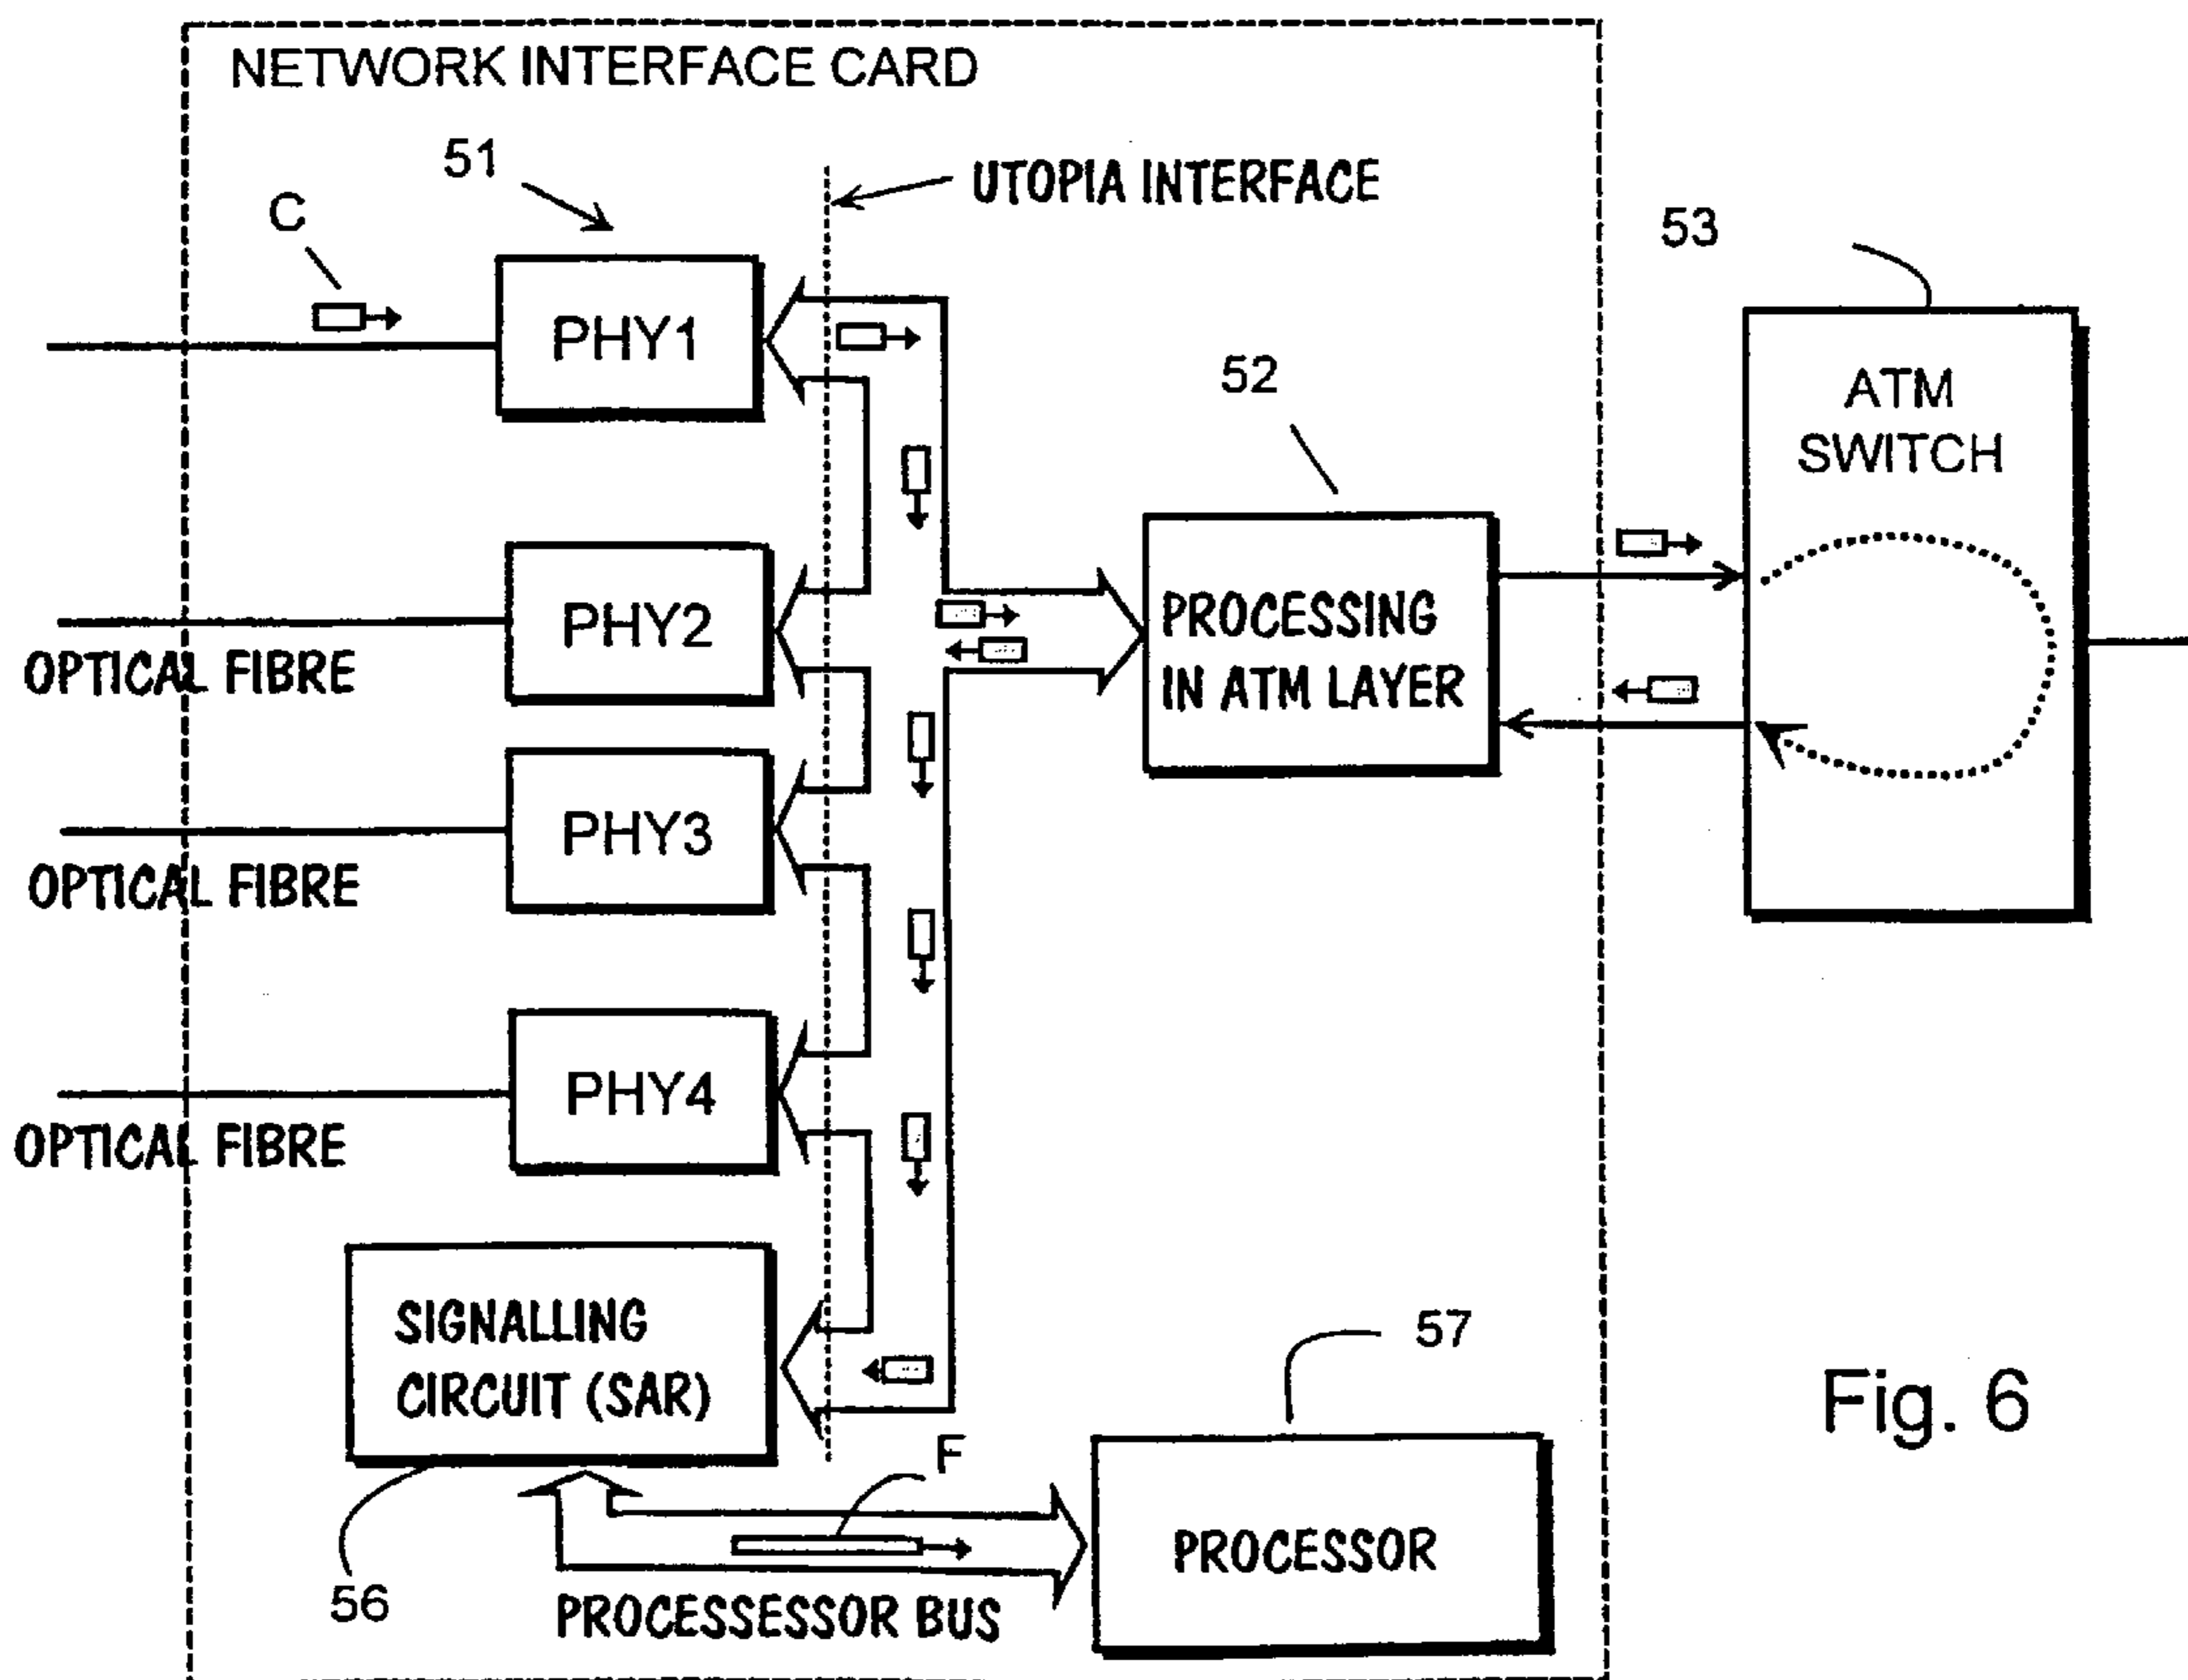 NETWORK INTERFACE CARD
51
UTOPIA INTERFACE
C
53
PHY1
52
ATM
SWITCH
PHY2
OPTICAL FIBRE
PROCESSING
IN ATM LAYER
PHY3
OPTICAL FIBRE
PHY4
OPTICAL FIBRE
SIGNALLING
CIRCUIT (SAR)
57
Fig. 6
F
PROCESSOR
56
PROCESSESSOR BUS